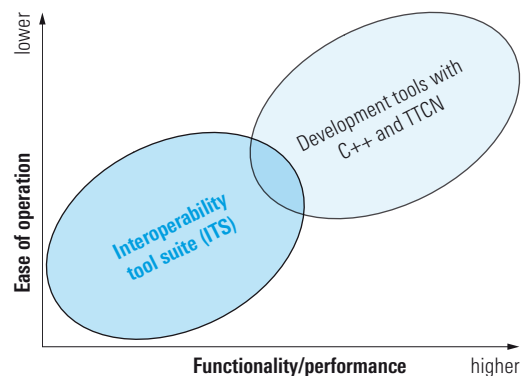 lower
Ease of operation
Development tools with
C++ and TTCN
Interoperability
tool suite (ITS)
Functionality/performance
higher